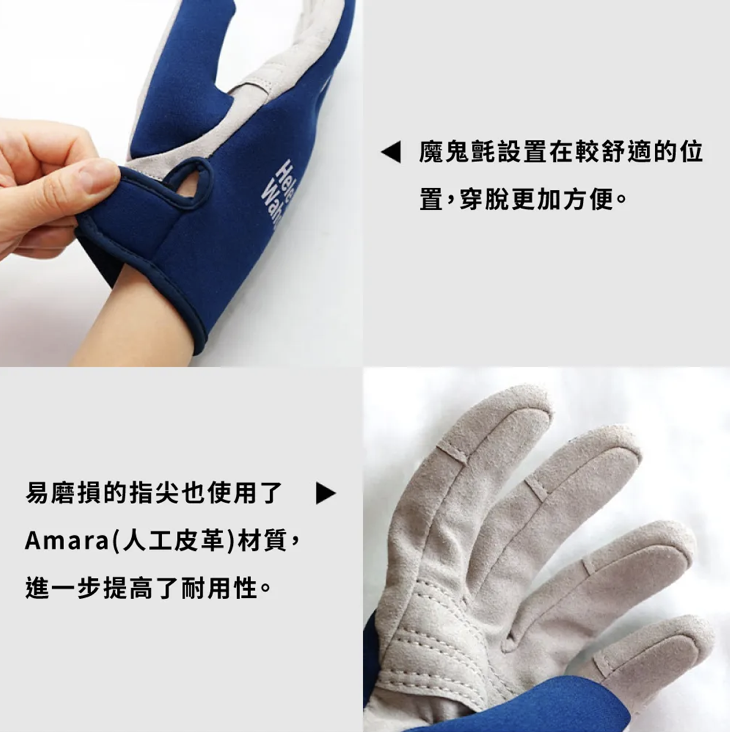 Hele
魔鬼氈設置在較舒適的位
置，穿脫更加方便。
易磨損的指尖也使用了
Amara(人工皮革)材質，
進一步提高了耐用性。